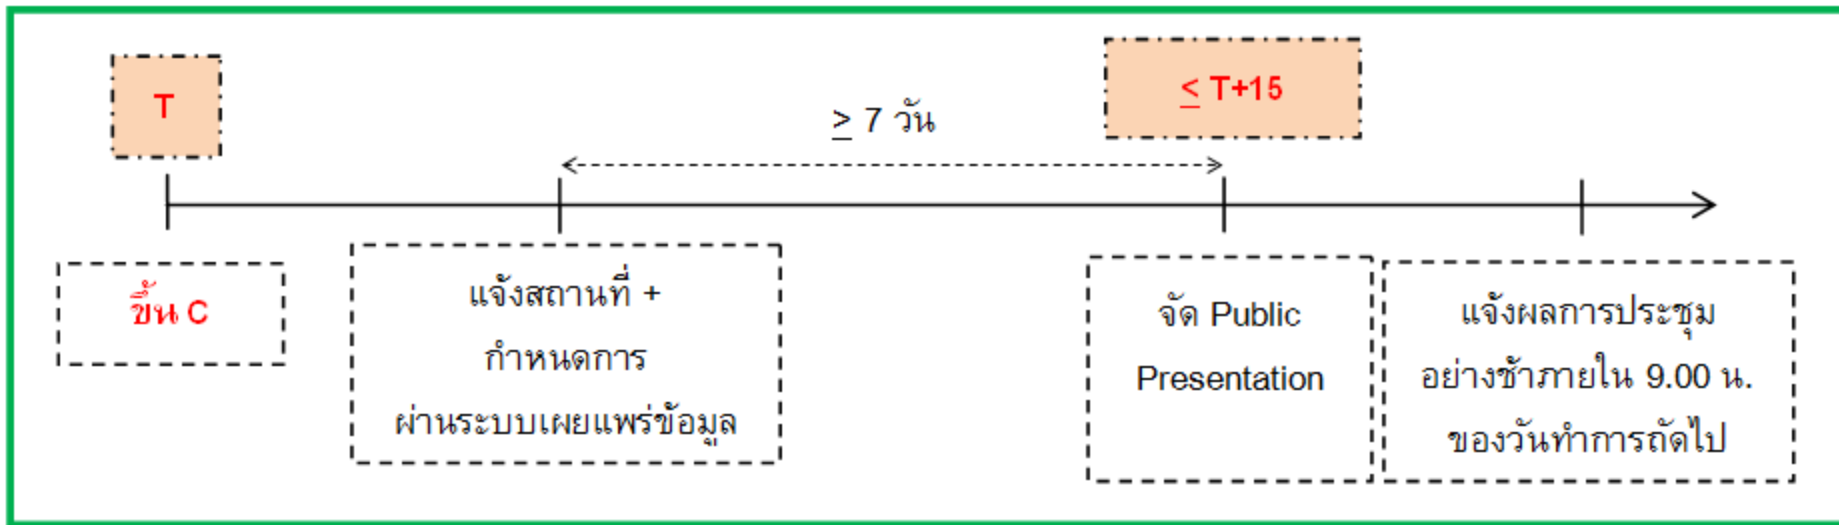 T
≥ 7 วัน
≤ T+15
ขึ้น C
แจ้งสถานที่ +
กำหนดการ
ผ่านระบบเผยแพร่ข้อมูล
จัด Public
Presentation
แจ้งผลการประชุม
อย่างช้าภายใน 9.00 น.
ของวันทำการถัดไป